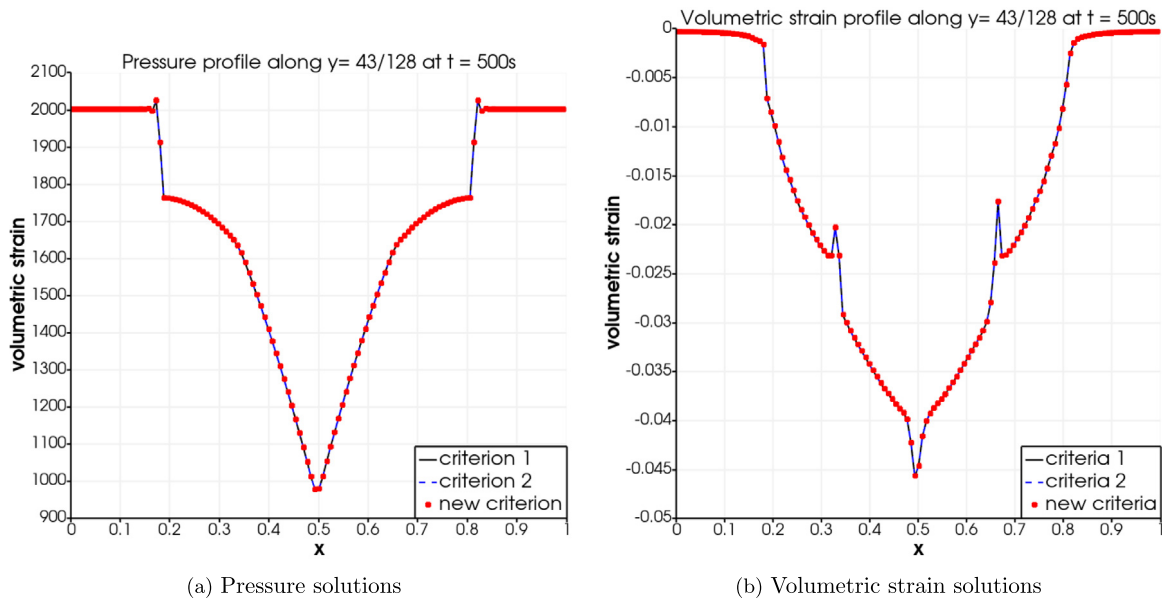 Pressure profile along y= 43/128 at t = 500s
volumetric strain
2100
2000
1900
1800
1700
1600
1500
1400
1300
1200
1100
1000
900
0 0.1 0.2 0.3 0.4 0.5 0.6 0.7 0.8 0.9 1
x
criterion 1
criterion 2
new criterion
(a) Pressure solutions
Volumetric strain profile along y= 43/128 at t = 500s
volumetric strain
0
-0.005
-0.01
-0.015
-0.02
-0.025
-0.03
-0.035
-0.04
-0.045
-0.05
0 0.1 0.2 0.3 0.4 0.5 0.6 0.7 0.8 0.9 1
x
criteria 1
criteria 2
new criteria
(b) Volumetric strain solutions